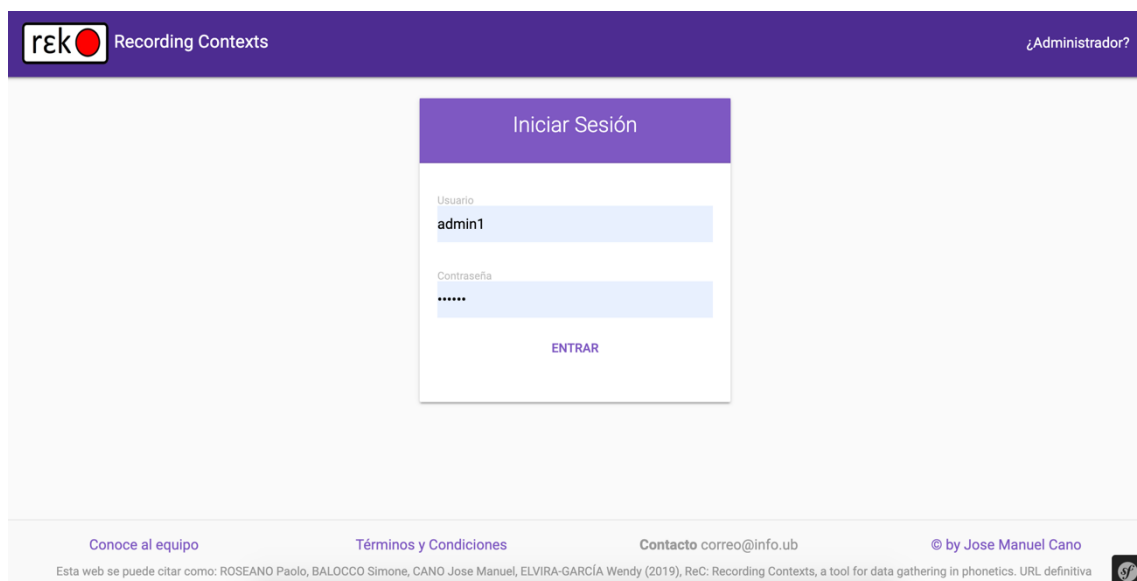 rɛk Recording Contexts
¿Administrador?
Iniciar Sesión
Usuario
admin1
Contraseña
••••••
ENTRAR
Conoce al equipo
Términos y Condiciones
Contacto correo@info.ub
© by Jose Manuel Cano
Esta web se puede citar como: ROSEANO Paolo, BALOCCO Simone, CANO Jose Manuel, ELVIRA-GARCÍA Wendy (2019), ReC: Recording Contexts, a tool for data gathering in phonetics. URL definitiva
sf